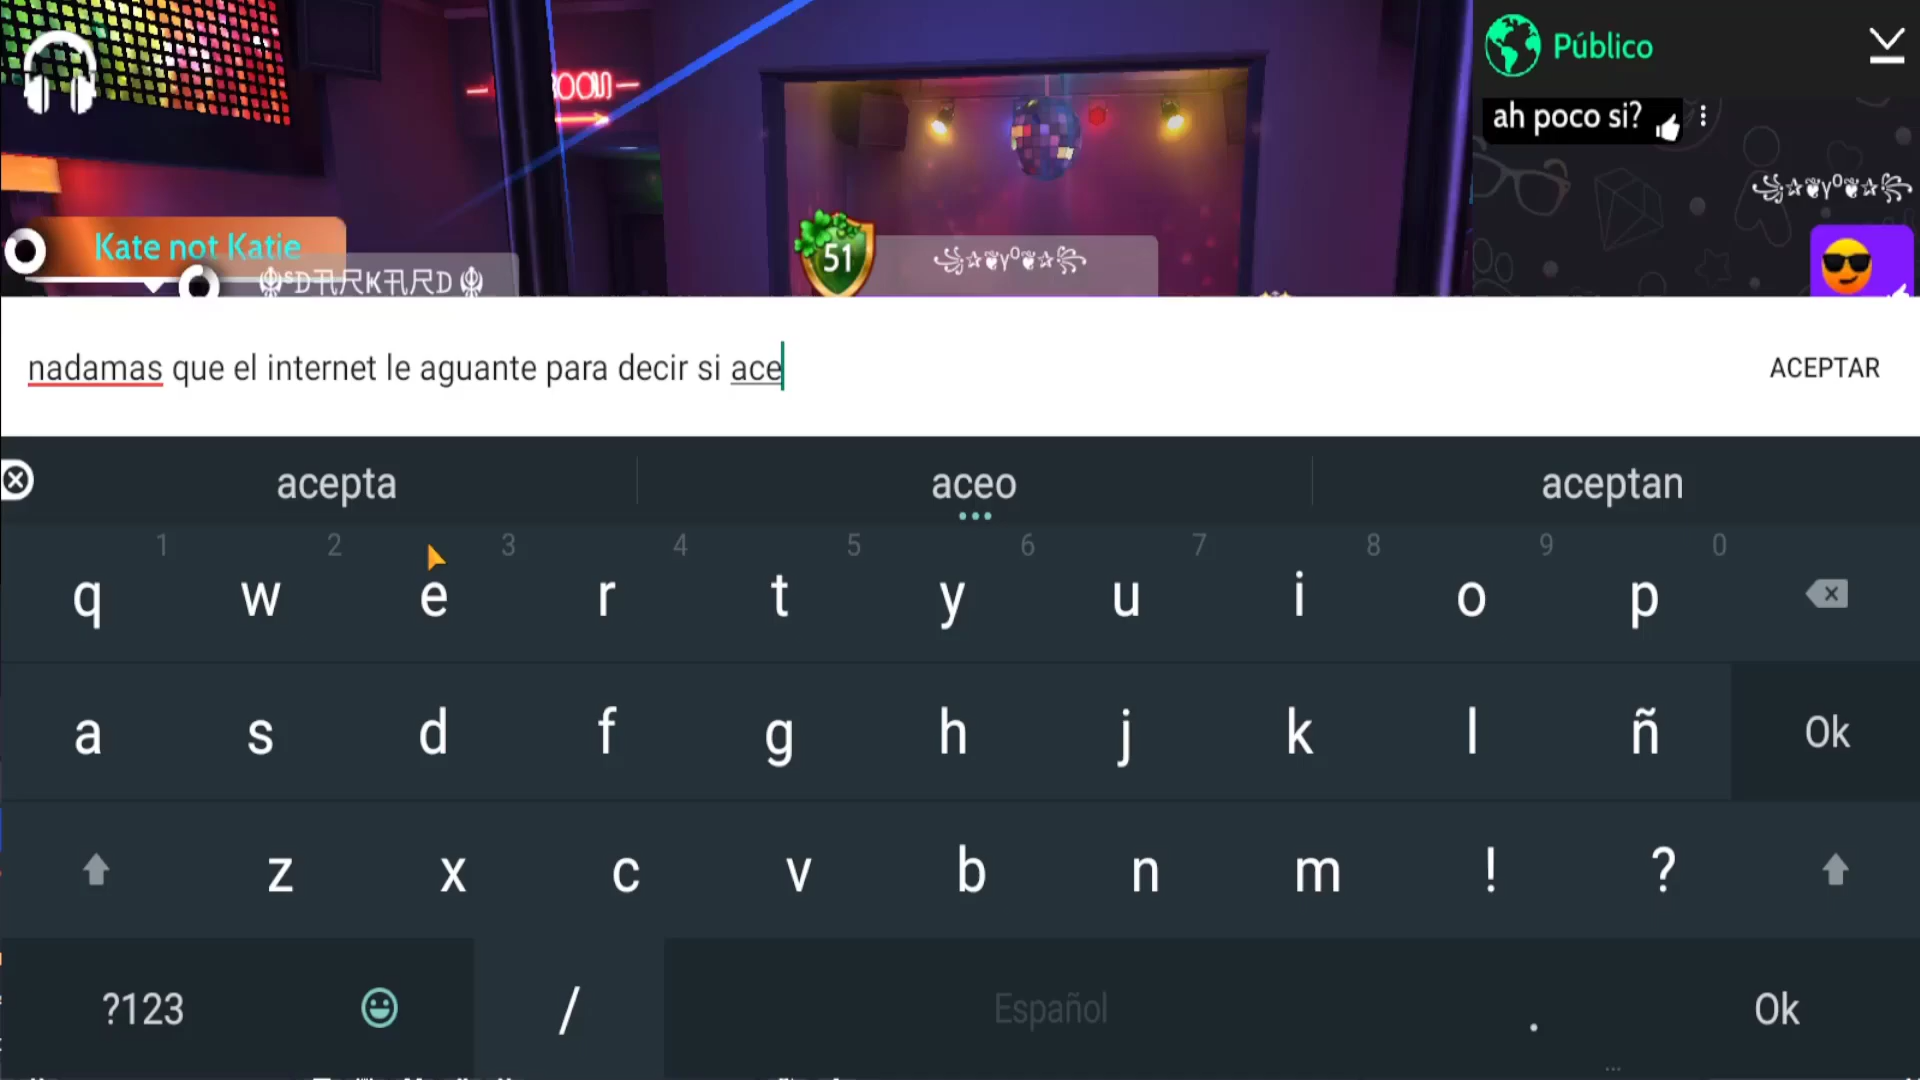 OOM
Público
ah poco si?
Kate not Katie
51
nadamas que el internet le aguante para decir si ace
ACEPTAR
acepta aceo aceptan
1 2 3 4 5 6 7 8 9 0
q w e r t y u i o p
a s d f g h j k l ñ Ok
z x c v b n m ! ?
?123 / Español . Ok